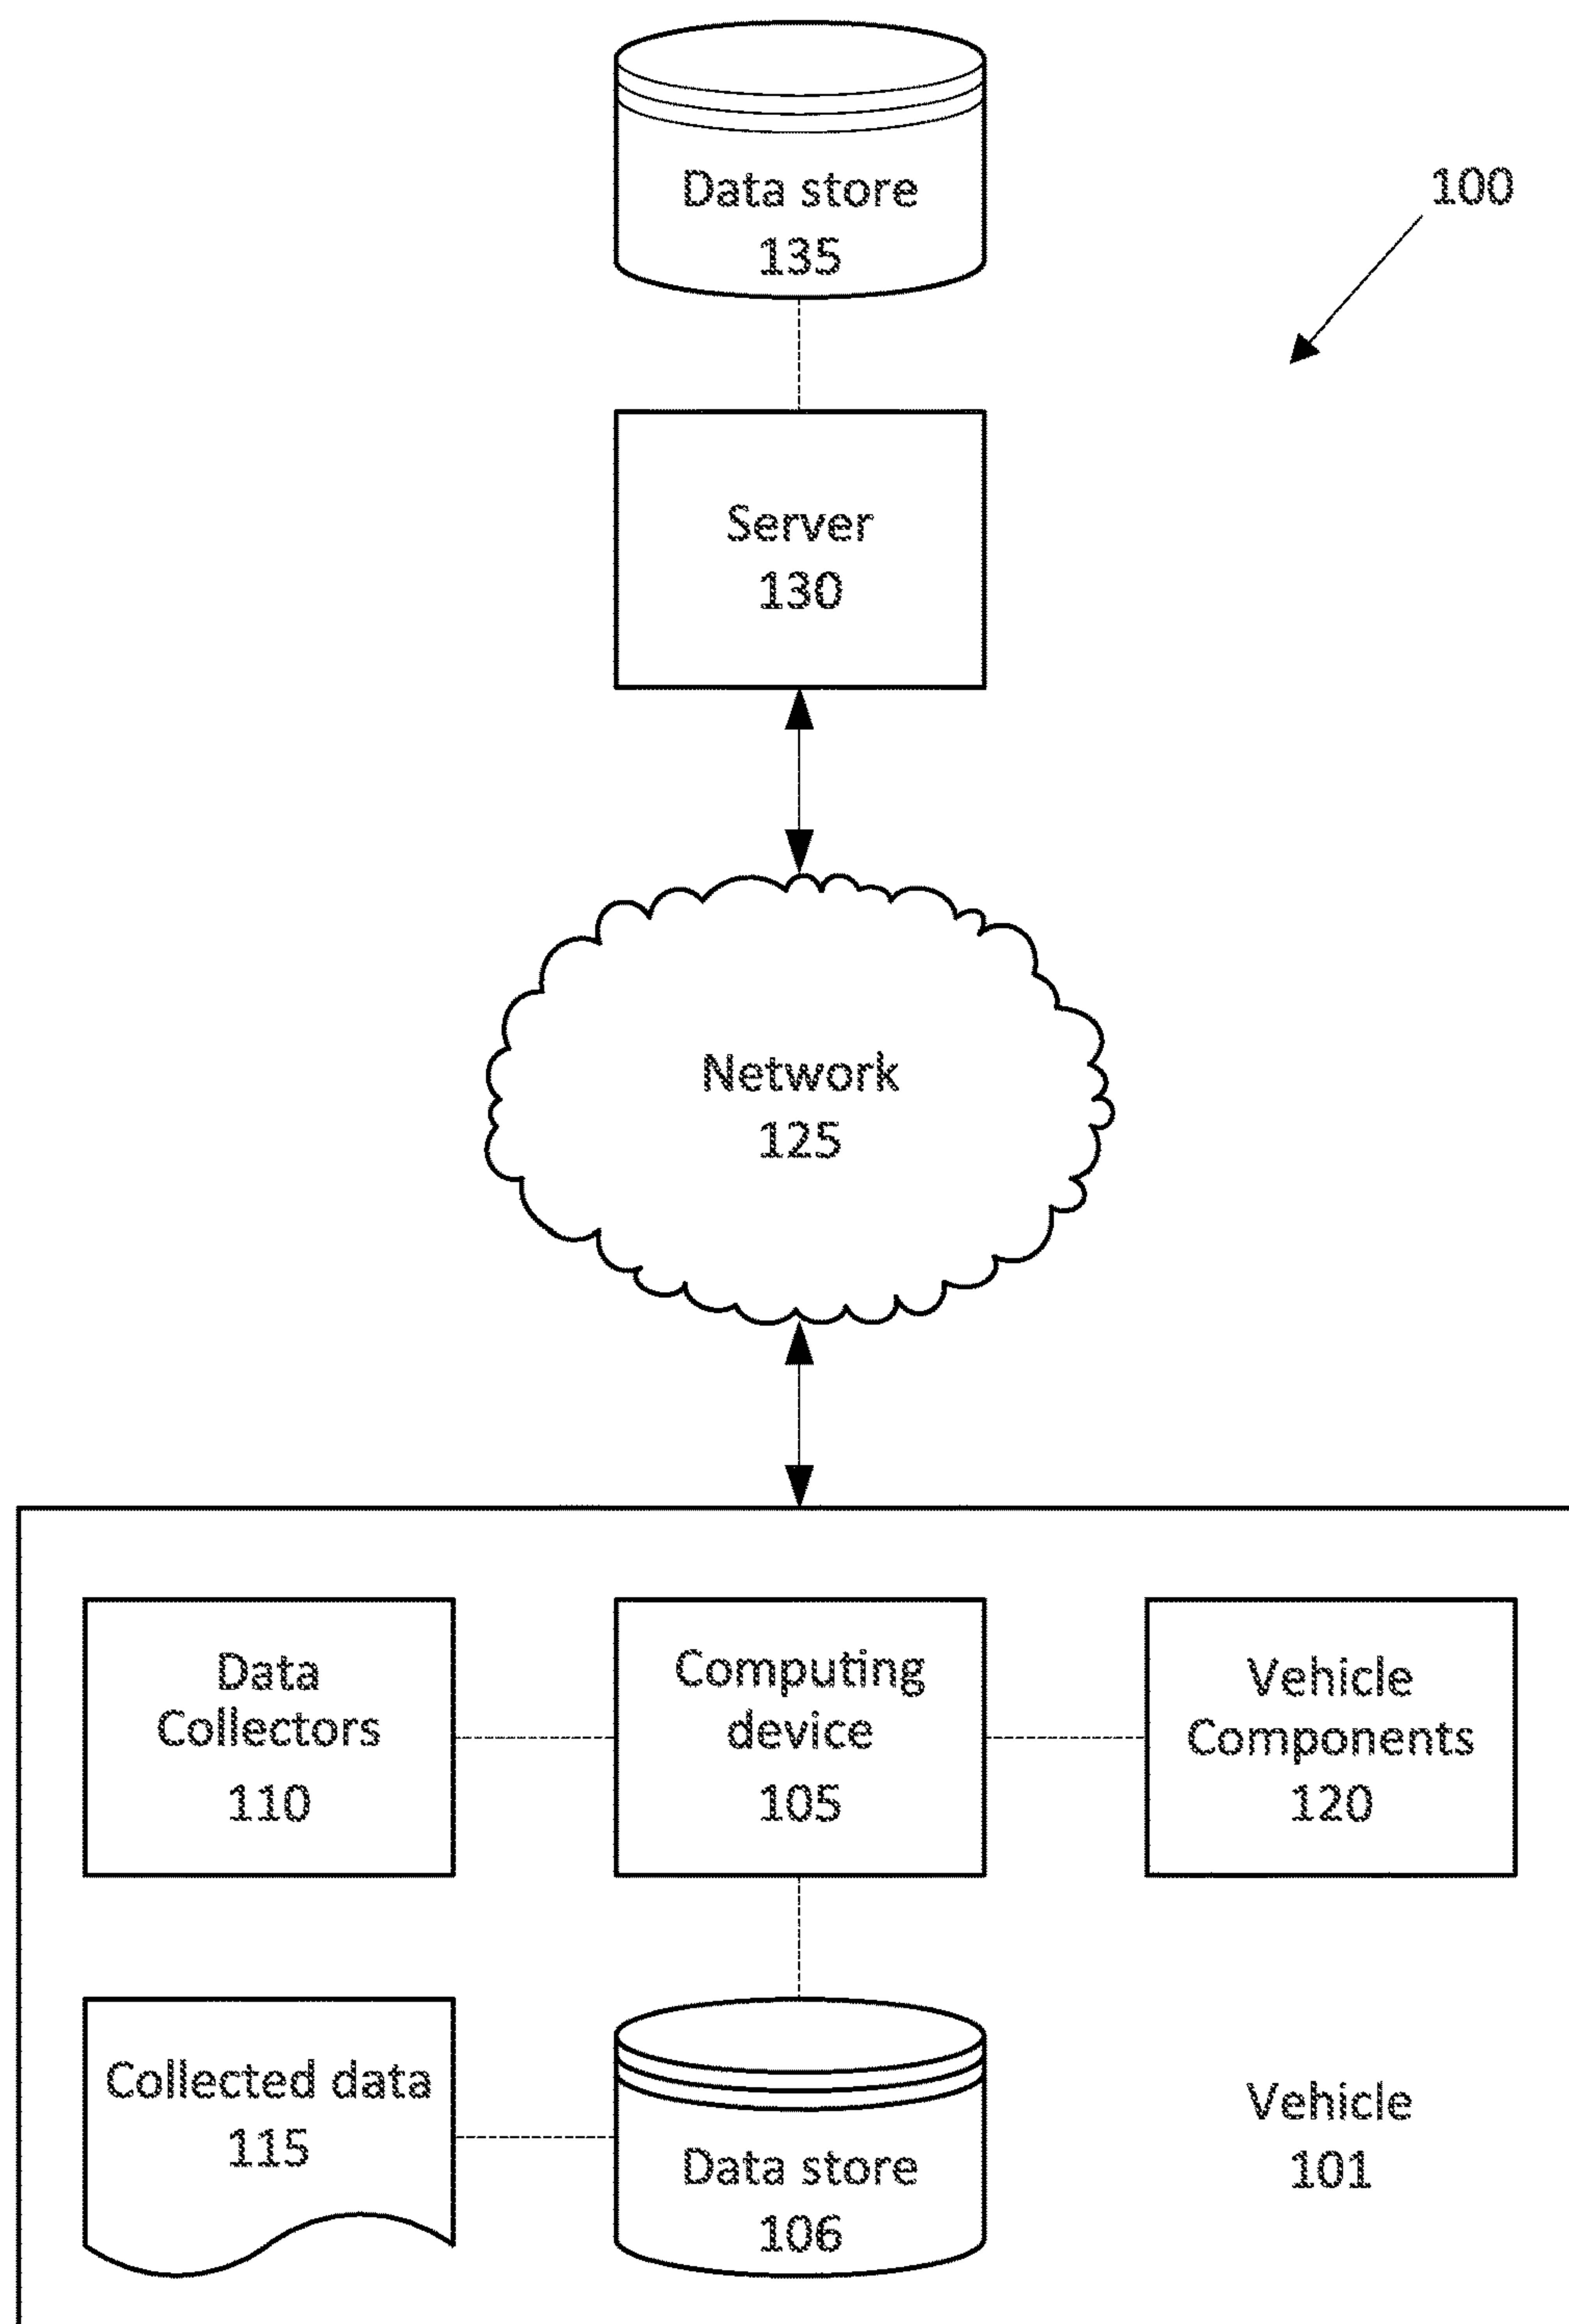 Data store
135
100
Server
130
Network
125
Data
Collectors
110
Computing
device
105
Vehicle
Components
120
Collected data
115
Data store
106
Vehicle
101